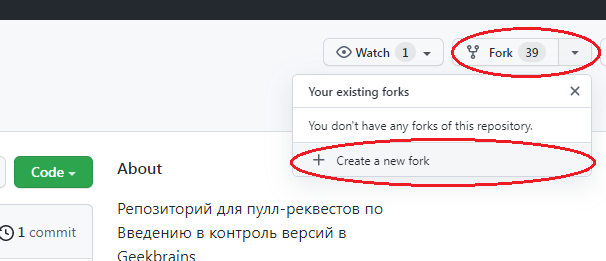 Watch 1
Fork 39
Your existing forks
You don't have any forks of this repository.
Create a new fork
Code
About
Репозиторий для пулл-реквестов по
Введению в контроль версий в
Geekbrains
1 commit